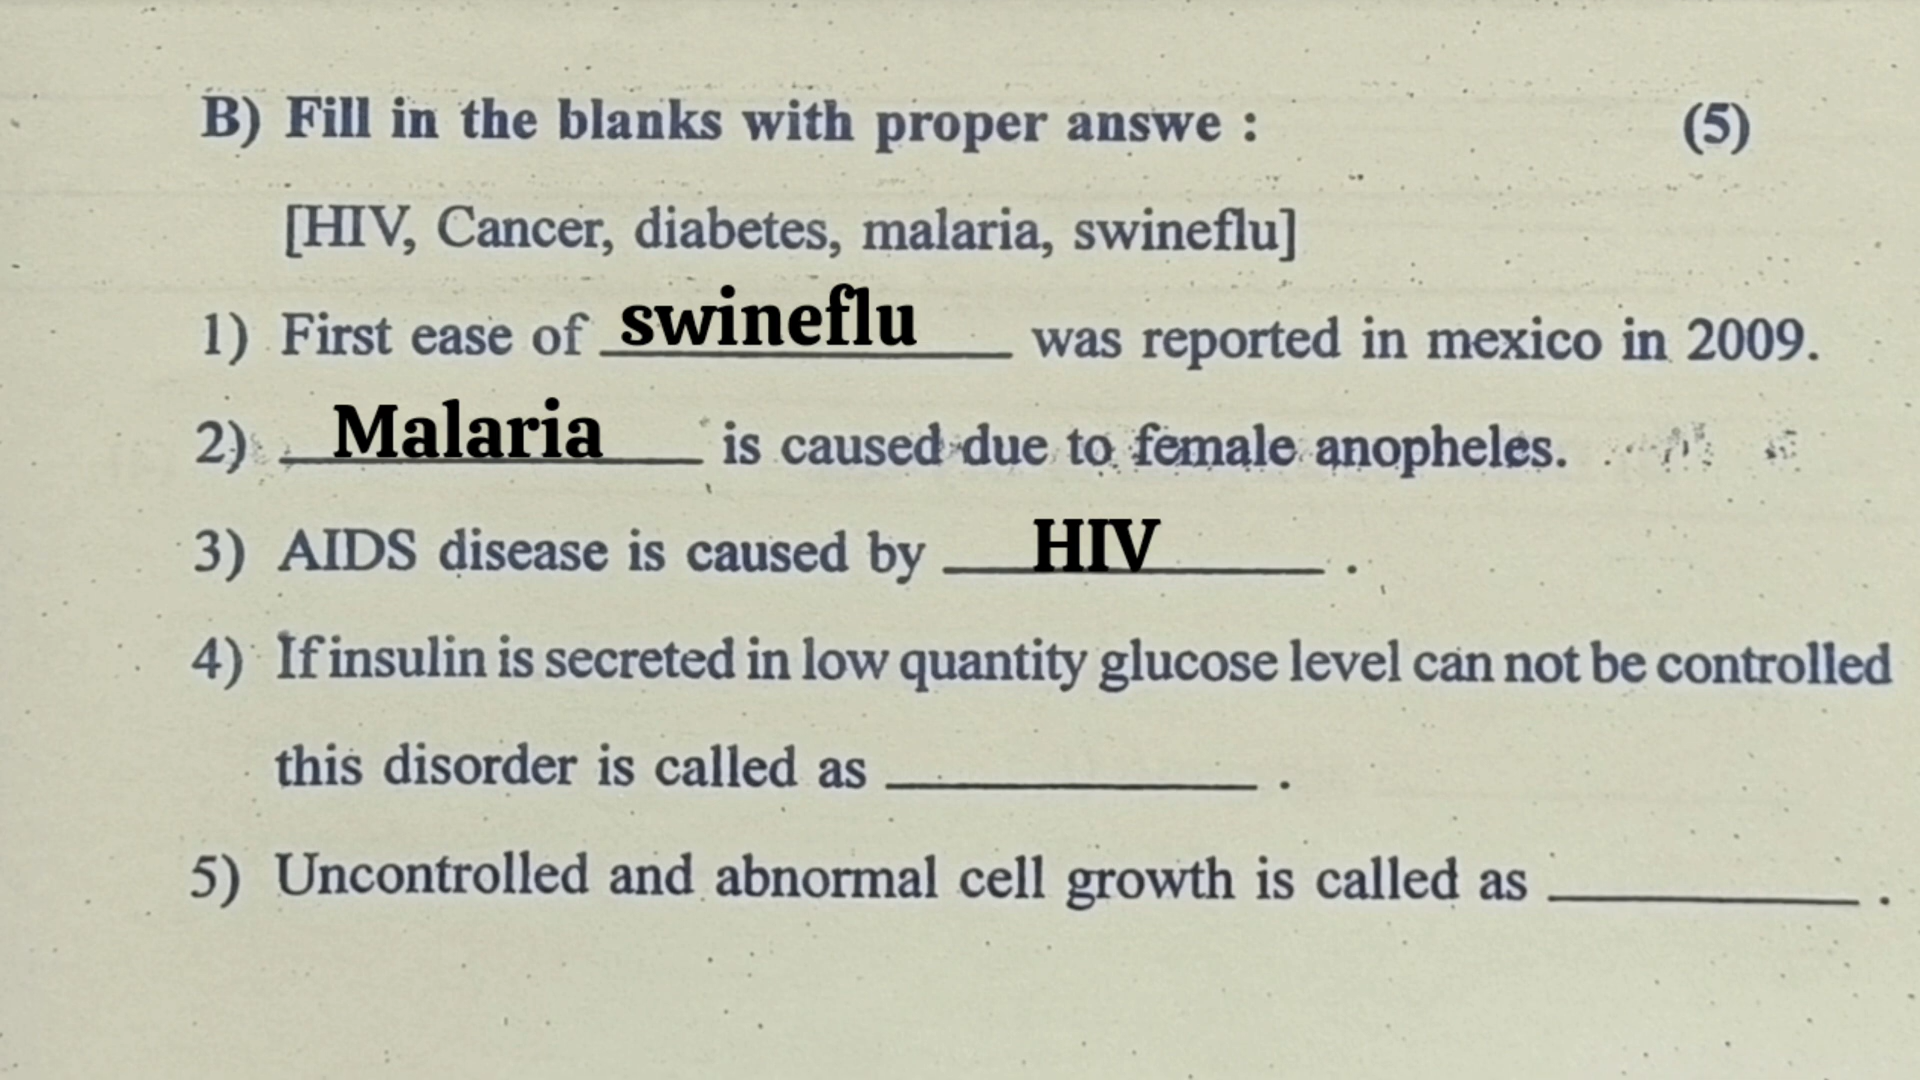 B) Fill in the blanks with proper answe : (5)
[HIV, Cancer, diabetes, malaria, swineflu]
1) First ease of swineflu was reported in mexico in 2009.
2) Malaria is caused due to female anopheles.
3) AIDS disease is caused by HIV .
4) If insulin is secreted in low quantity glucose level can not be controlled
this disorder is called as ____________ .
5) Uncontrolled and abnormal cell growth is called as __________ .